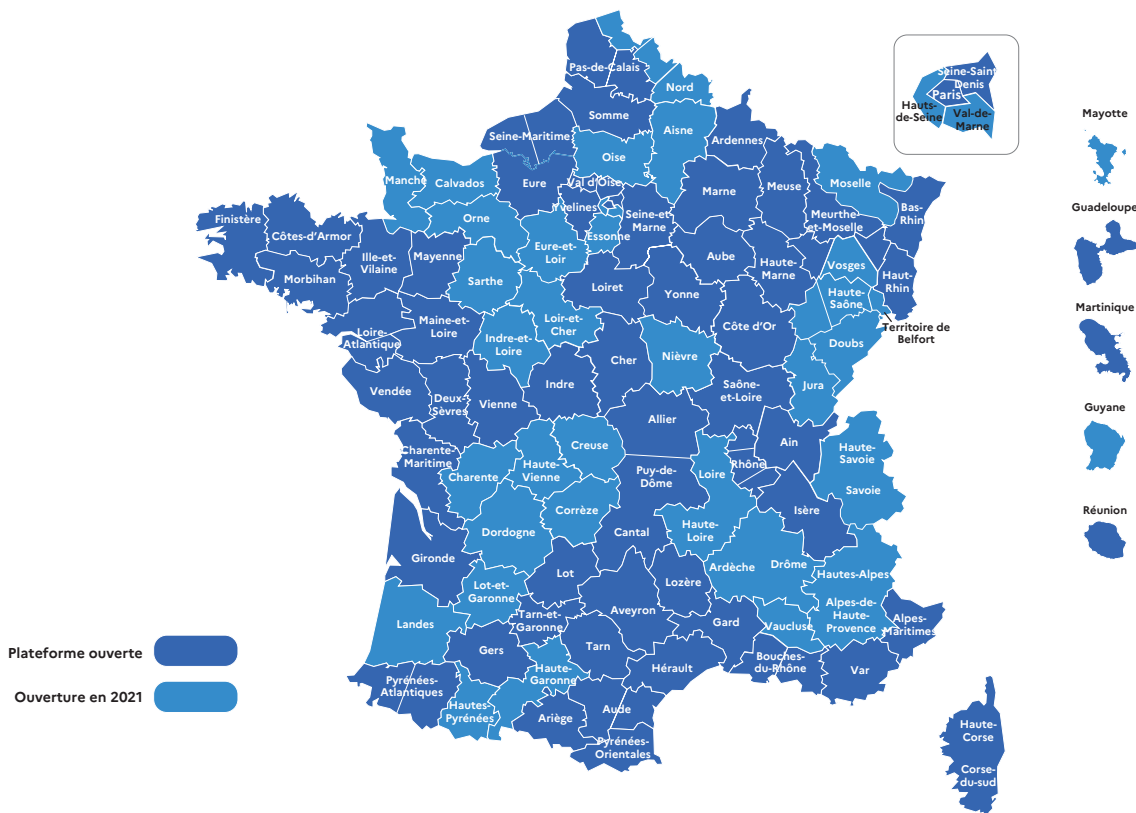 Pas-de-Calais
Nord
Somme
Seine-Maritime
Aisne
Ardennes
Oise
Manche
Calvados
Eure
Val d'Oise
Marne
Meuse
Moselle
Bas-
Rhin
Yvelines
Seine-et
Marne
Meurthe-
et-Moselle
Finistère
Côtes-d'Armor
Orne
Essonne
Eure-et-
Loir
Ille-et-
Vilaine
Mayenne
Aube
Haute-
Marne
Vosges
Haut-
Rhin
Morbihan
Sarthe
Loiret
Yonne
Haute-
Saône
Territoire de
Belfort
Loire-
Atlantique
Maine-et-
Loire
Loir-et-
Cher
Indre-et-
Loire
Côte d'Or
Doubs
Cher
Nièvre
Vendée
Deux-
Sèvres
Vienne
Indre
Saône-
et-Loire
Jura
Allier
Charente-
Maritime
Charente
Haute-
Vienne
Creuse
Puy-de-
Dôme
Loire
Rhône
Ain
Haute-
Savoie
Savoie
Corrèze
Isère
Dordogne
Cantal
Haute-
Loire
Gironde
Lot
Lozère
Ardèche
Drôme
Hautes-Alpes
Lot-et-
Garonne
Aveyron
Alpes-de-
Haute-
Provence
Alpes-
Maritimes
Landes
Tarn-et-
Garonne
Gard
Vaucluse
Gers
Tarn
Hérault
Bouches-
du-Rhône
Var
Pyrénées-
Atlantiques
Haute-
Garonne
Hautes-
Pyrénées
Ariège
Aude
Pyrénées-
Orientales
Haute-
Corse
Corse-
du-sud
Seine-Saint
Denis
Paris
Hauts-
de-Seine
Val-de-
Marne
Mayotte
Guadeloupe
Martinique
Guyane
Réunion
Plateforme ouverte
Ouverture en 2021